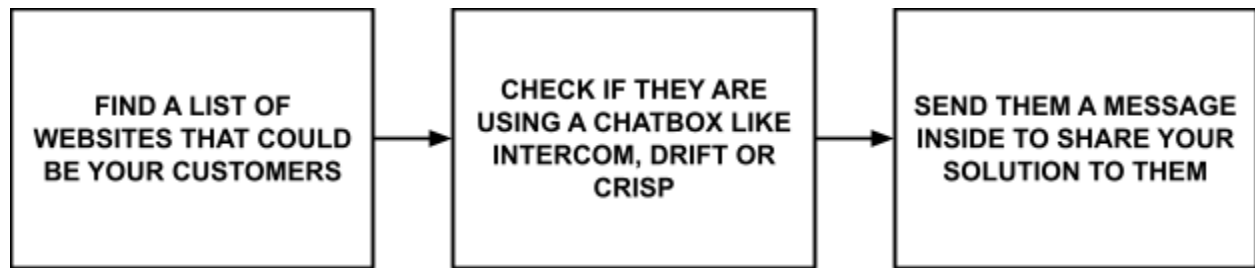 FIND A LIST OF
WEBSITES THAT COULD
BE YOUR CUSTOMERS
CHECK IF THEY ARE
USING A CHATBOX LIKE
INTERCOM, DRIFT OR
CRISP
SEND THEM A MESSAGE
INSIDE TO SHARE YOUR
SOLUTION TO THEM